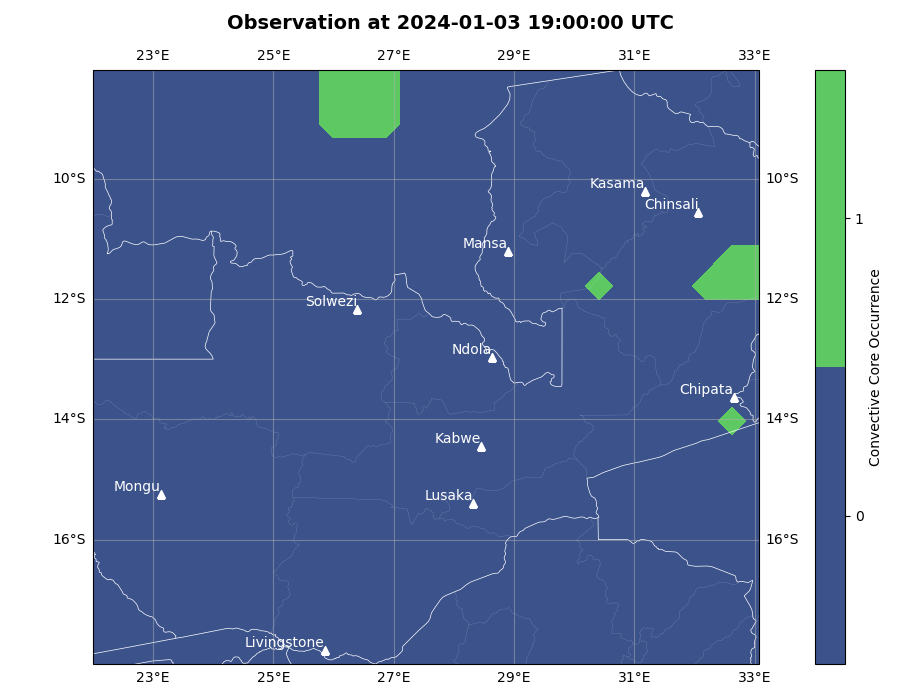 Observation at 2024-01-03 19:00:00 UTC
23°E 25°E 27°E 29°E 31°E 33°E
10°S 10°S
Kasama
Chinsali
1
Mansa
12°S 12°S
Solwezi
Ndola
Convective Core Occurrence
Chipata
14°S 14°S
Kabwe
Mongu
Lusaka
0
16°S 16°S
Livingstone
23°E 25°E 27°E 29°E 31°E 33°E